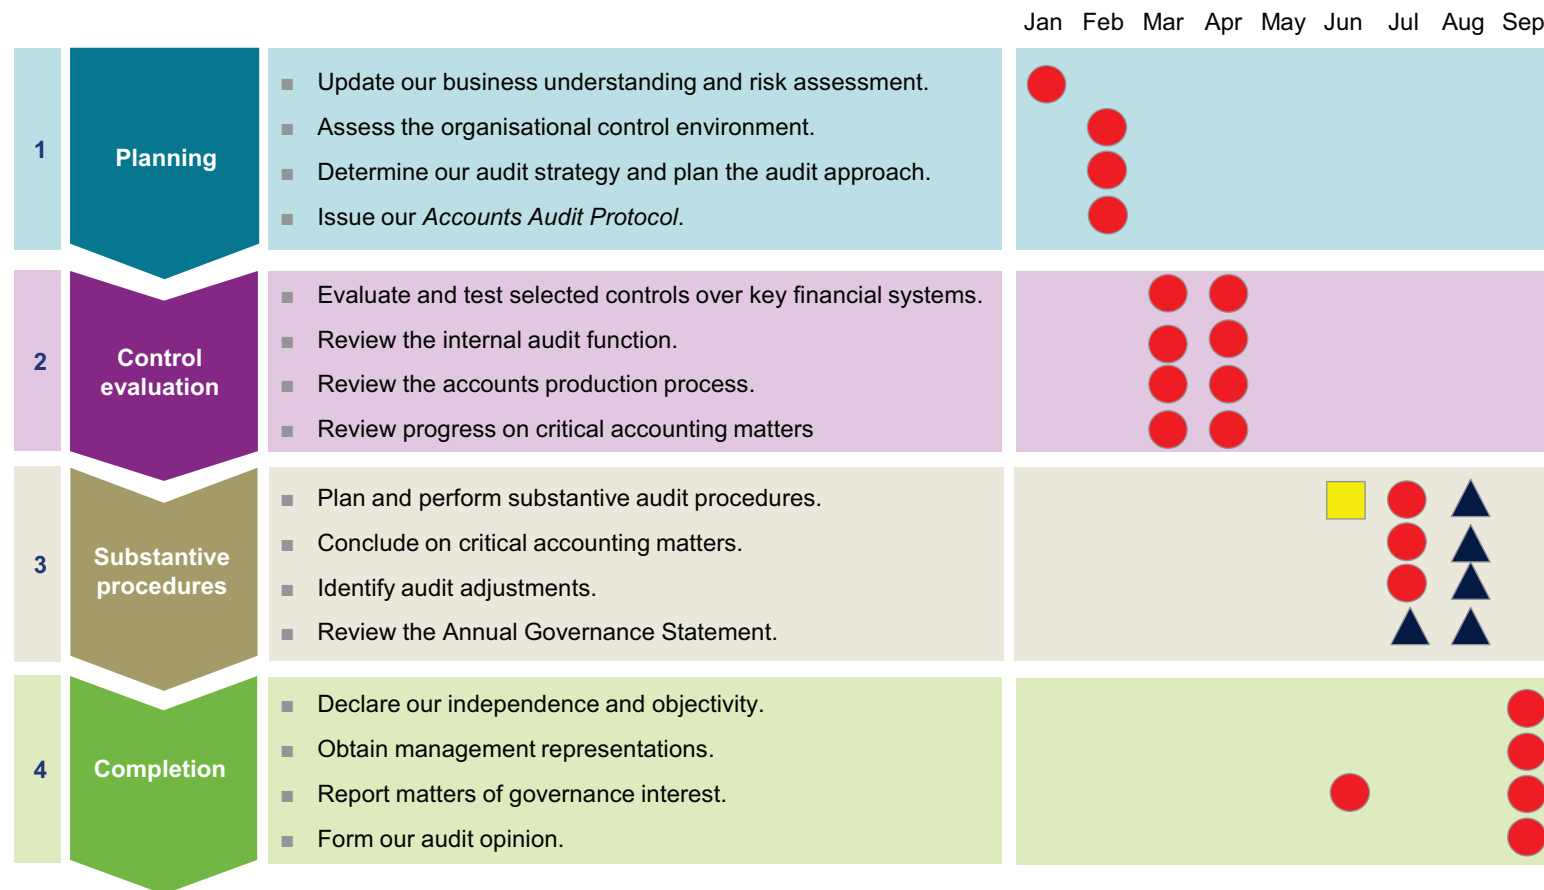 Jan Feb Mar Apr May Jun Jul Aug Sep
1
Planning
Update our business understanding and risk assessment.
Assess the organisational control environment.
Determine our audit strategy and plan the audit approach.
Issue our Accounts Audit Protocol.
2
Control
evaluation
Evaluate and test selected controls over key financial systems.
Review the internal audit function.
Review the accounts production process.
Review progress on critical accounting matters
3
Substantive
procedures
Plan and perform substantive audit procedures.
Conclude on critical accounting matters.
Identify audit adjustments.
Review the Annual Governance Statement.
4
Completion
Declare our independence and objectivity.
Obtain management representations.
Report matters of governance interest.
Form our audit opinion.